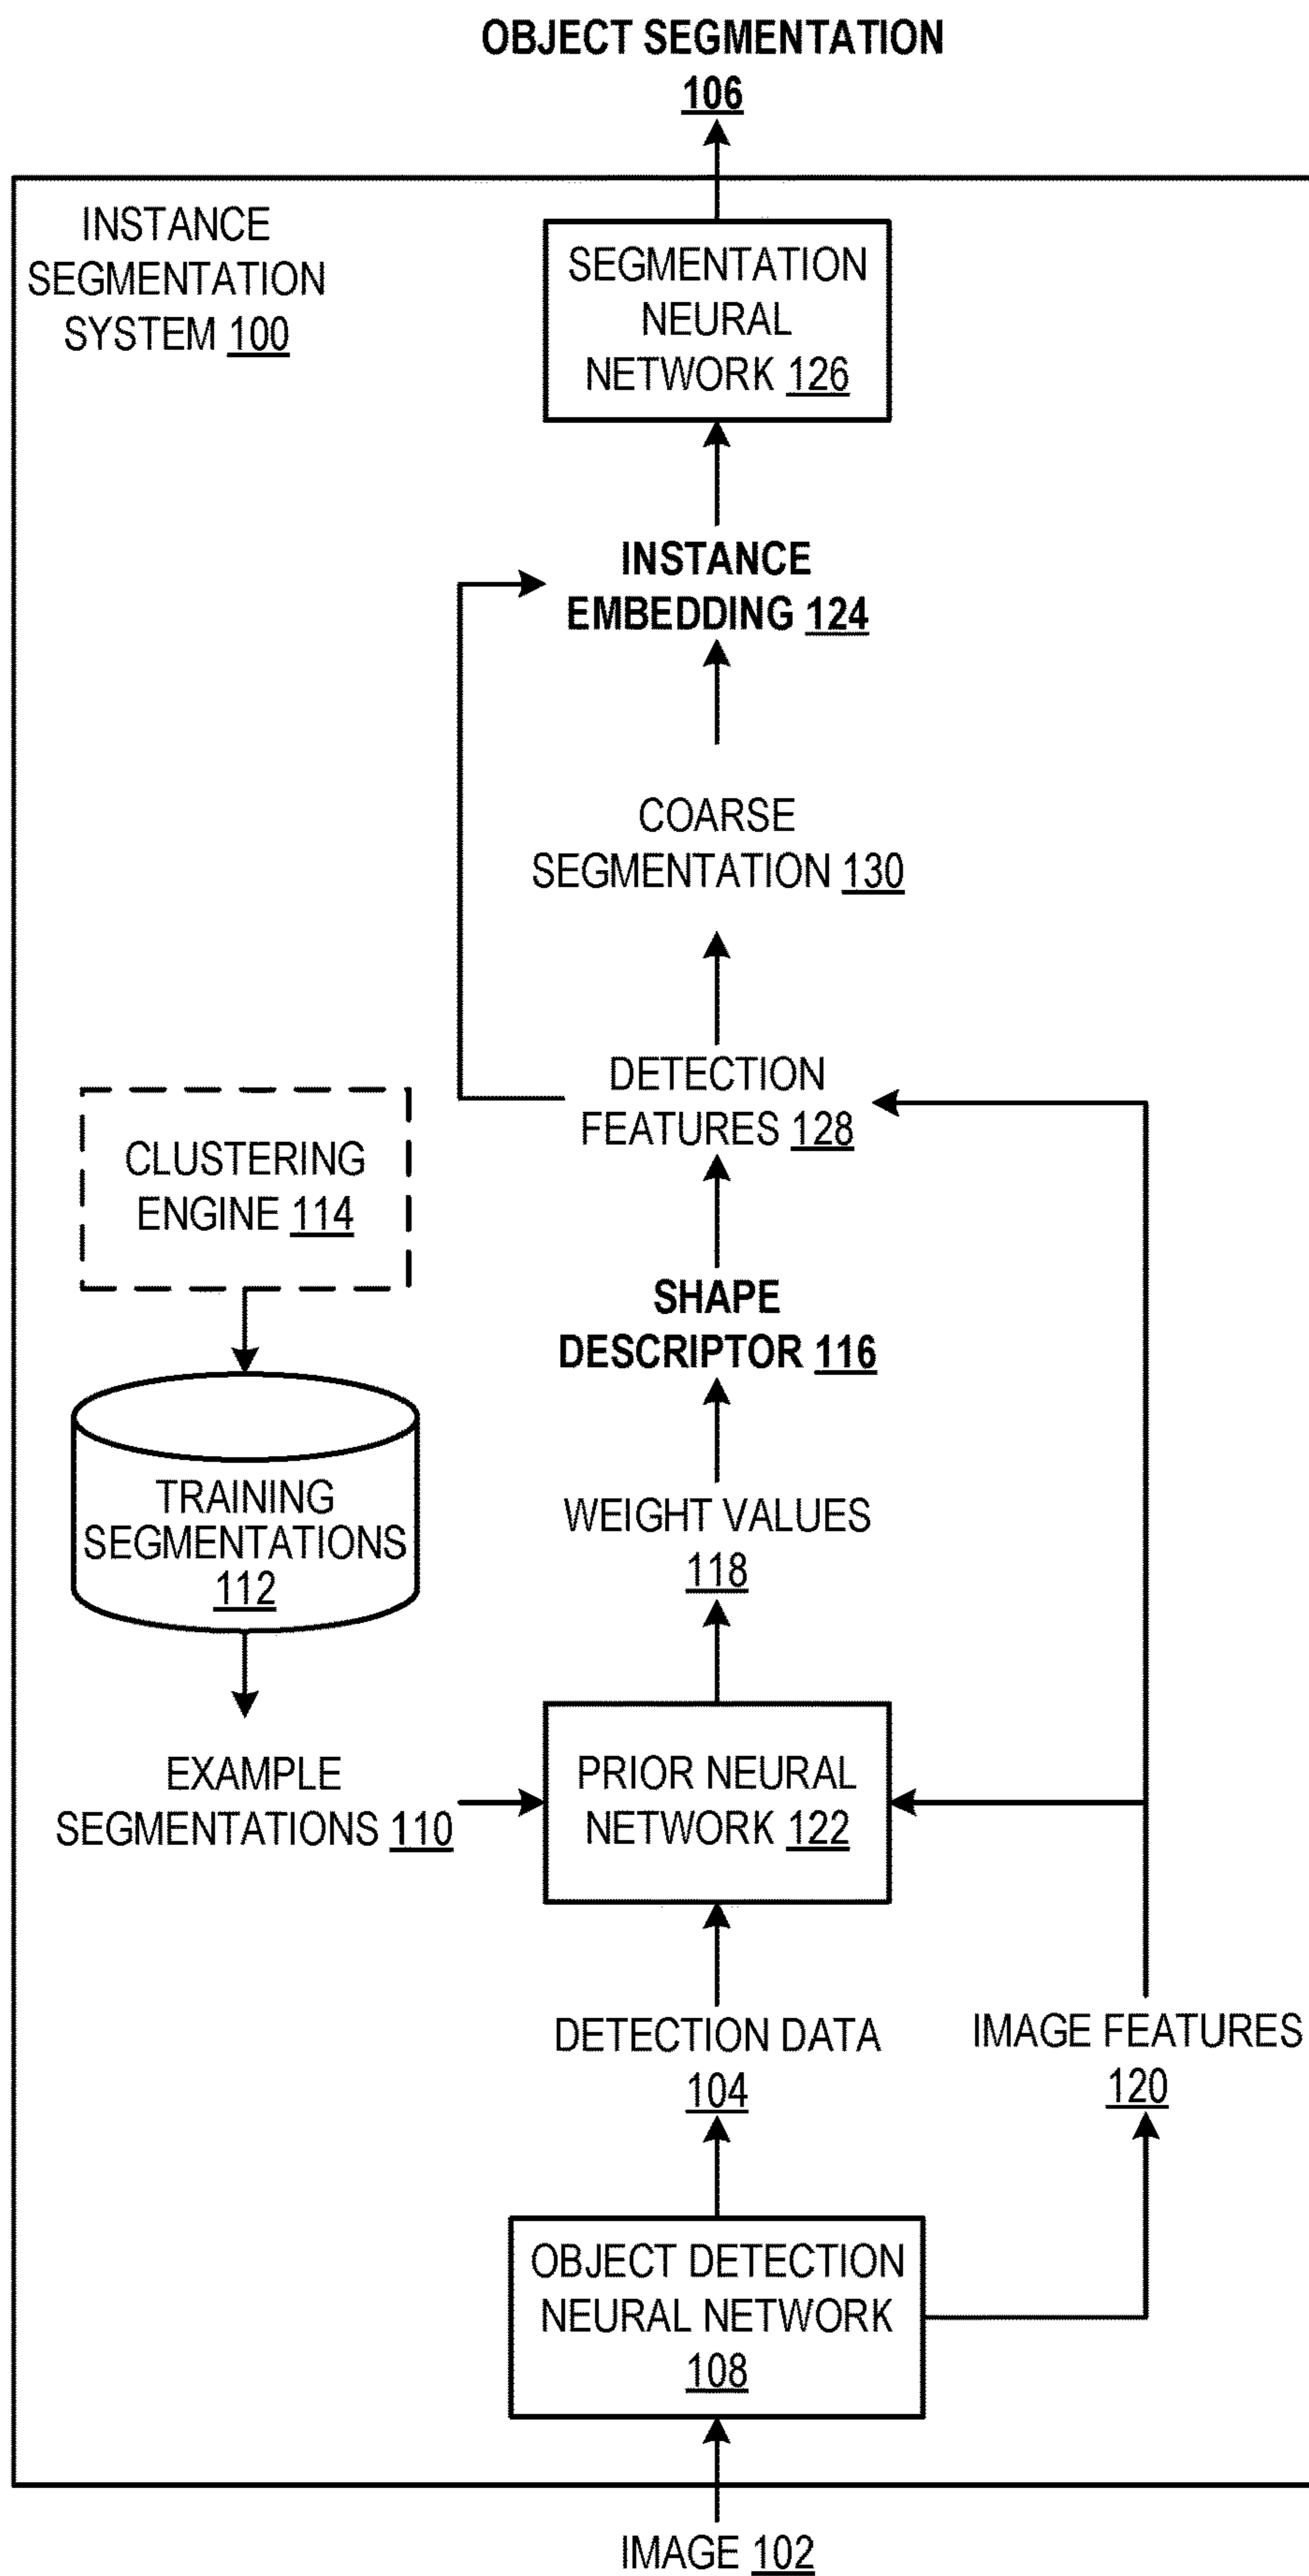 OBJECT SEGMENTATION
106
INSTANCE
SEGMENTATION
SYSTEM 100
SEGMENTATION
NEURAL
NETWORK 126
INSTANCE
EMBEDDING 124
COARSE
SEGMENTATION 130
DETECTION
FEATURES 128
CLUSTERING
ENGINE 114
SHAPE
DESCRIPTOR 116
TRAINING
SEGMENTATIONS
112
WEIGHT VALUES
118
EXAMPLE
SEGMENTATIONS 110
PRIOR NEURAL
NETWORK 122
DETECTION DATA
104
IMAGE FEATURES
120
OBJECT DETECTION
NEURAL NETWORK
108
IMAGE 102